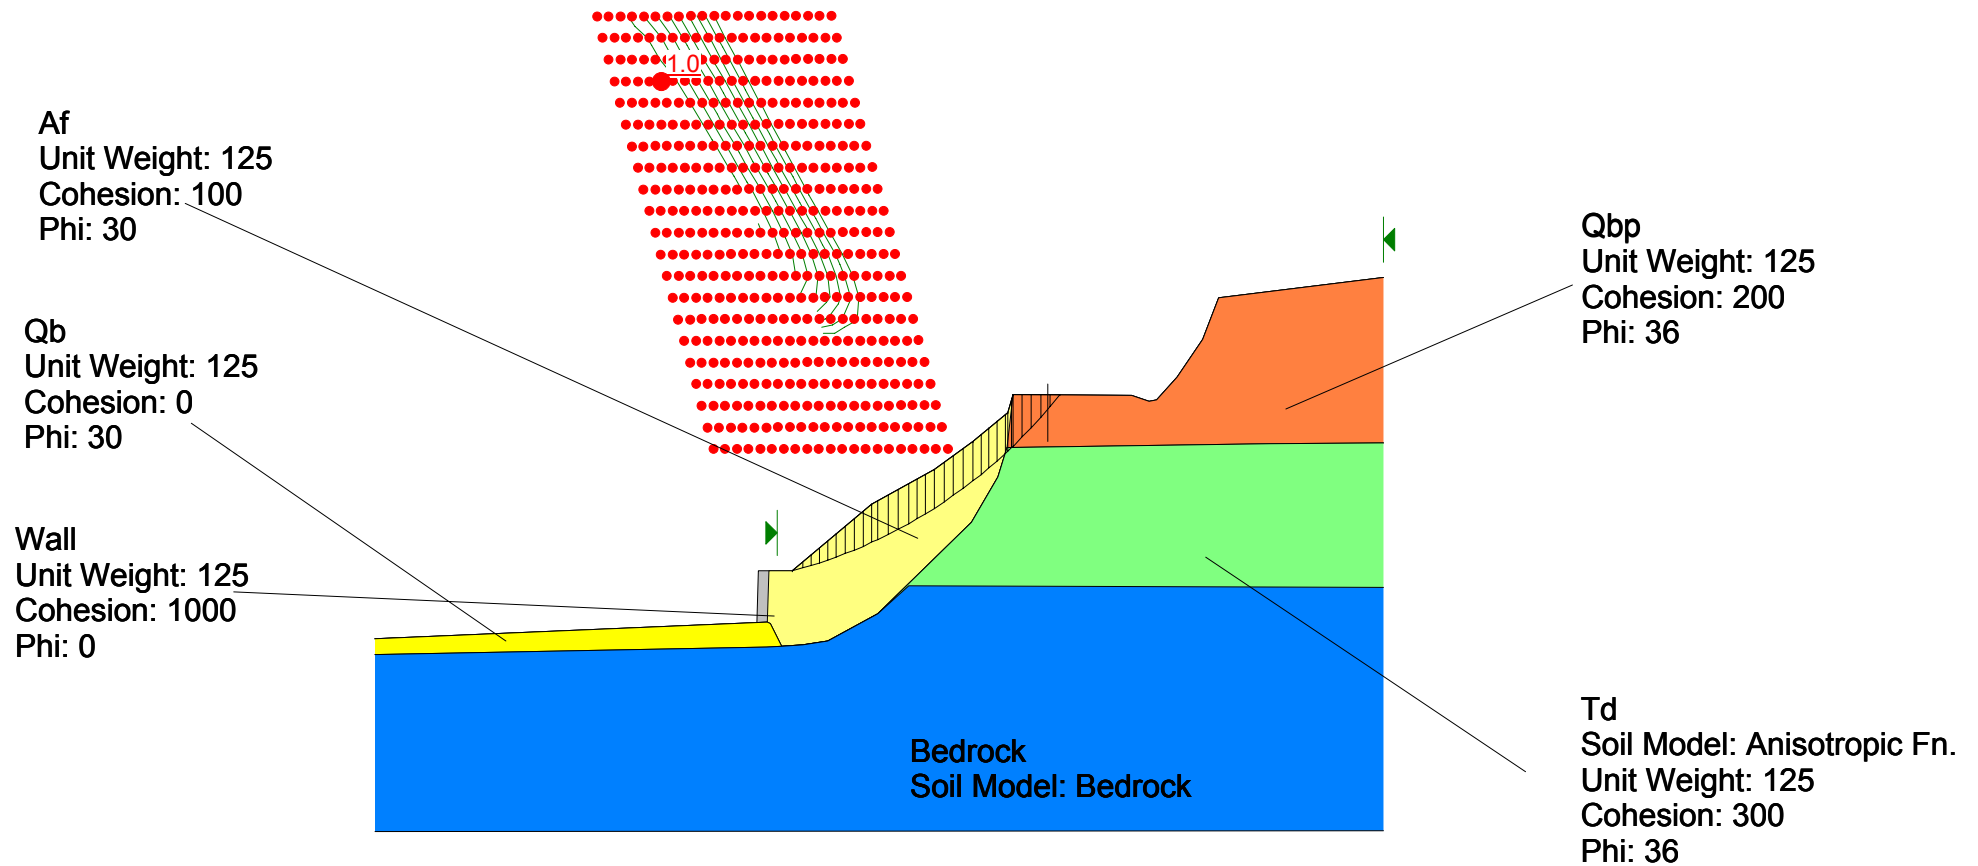 1.0
Af
Unit Weight: 125
Cohesion: 100
Phi: 30
Qbp
Unit Weight: 125
Cohesion: 200
Phi: 36
Qb
Unit Weight: 125
Cohesion: 0
Phi: 30
Wall
Unit Weight: 125
Cohesion: 1000
Phi: 0
Td
Soil Model: Anisotropic Fn.
Unit Weight: 125
Cohesion: 300
Phi: 36
Bedrock
Soil Model: Bedrock